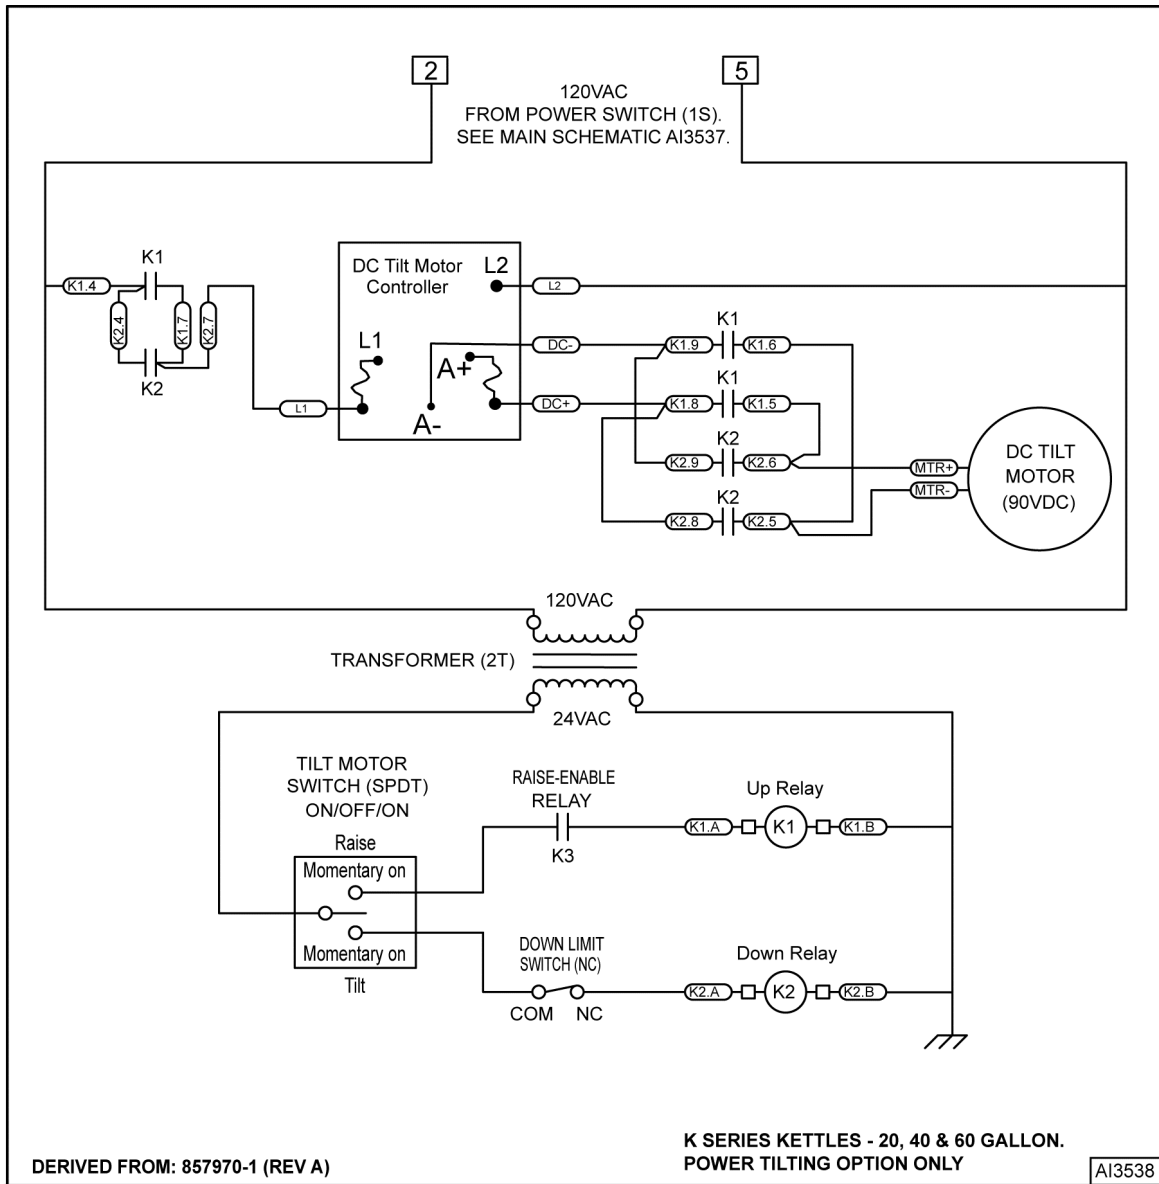 2
5
120VAC
FROM POWER SWITCH (1S).
SEE MAIN SCHEMATIC AI3537.
K1
K1.4
K2.4
K1.7
K2.7
K2
DC Tilt Motor
Controller
L2
L2
L1
L1
A+
A-
DC-
DC+
K1
K1.9
K1.6
K1
K1.8
K1.5
K2
K2.9
K2.6
K2
K2.8
K2.5
MTR+
MTR-
DC TILT
MOTOR
(90VDC)
120VAC
TRANSFORMER (2T)
24VAC
TILT MOTOR
SWITCH (SPDT)
ON/OFF/ON
Raise
Momentary on
Momentary on
Tilt
RAISE-ENABLE
RELAY
K3
Up Relay
K1.A
K1
K1.B
DOWN LIMIT
SWITCH (NC)
COM
NC
Down Relay
K2.A
K2
K2.B
DERIVED FROM: 857970-1 (REV A)
K SERIES KETTLES - 20, 40 & 60 GALLON.
POWER TILTING OPTION ONLY
AI3538